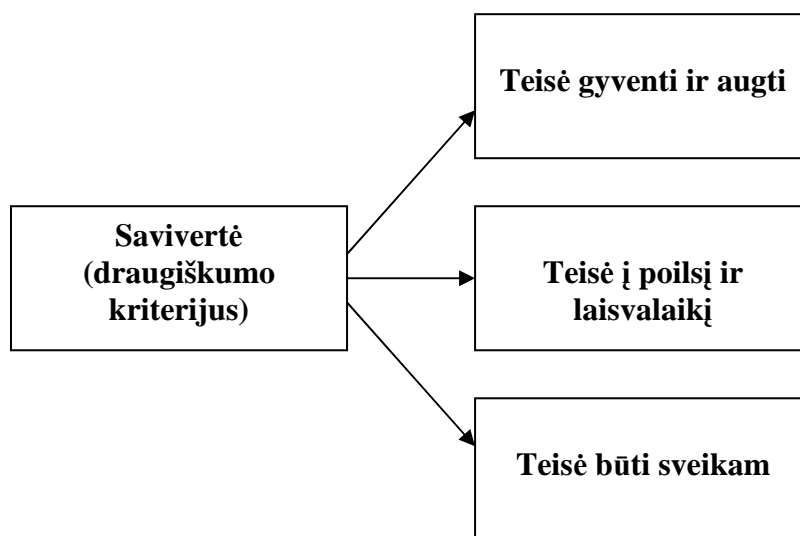 Teisė gyventi ir augti
Savivertė
(draugiškumo
kriterijus)
Teisė į poilsį ir
laisvalaikį
Teisė būti sveikam